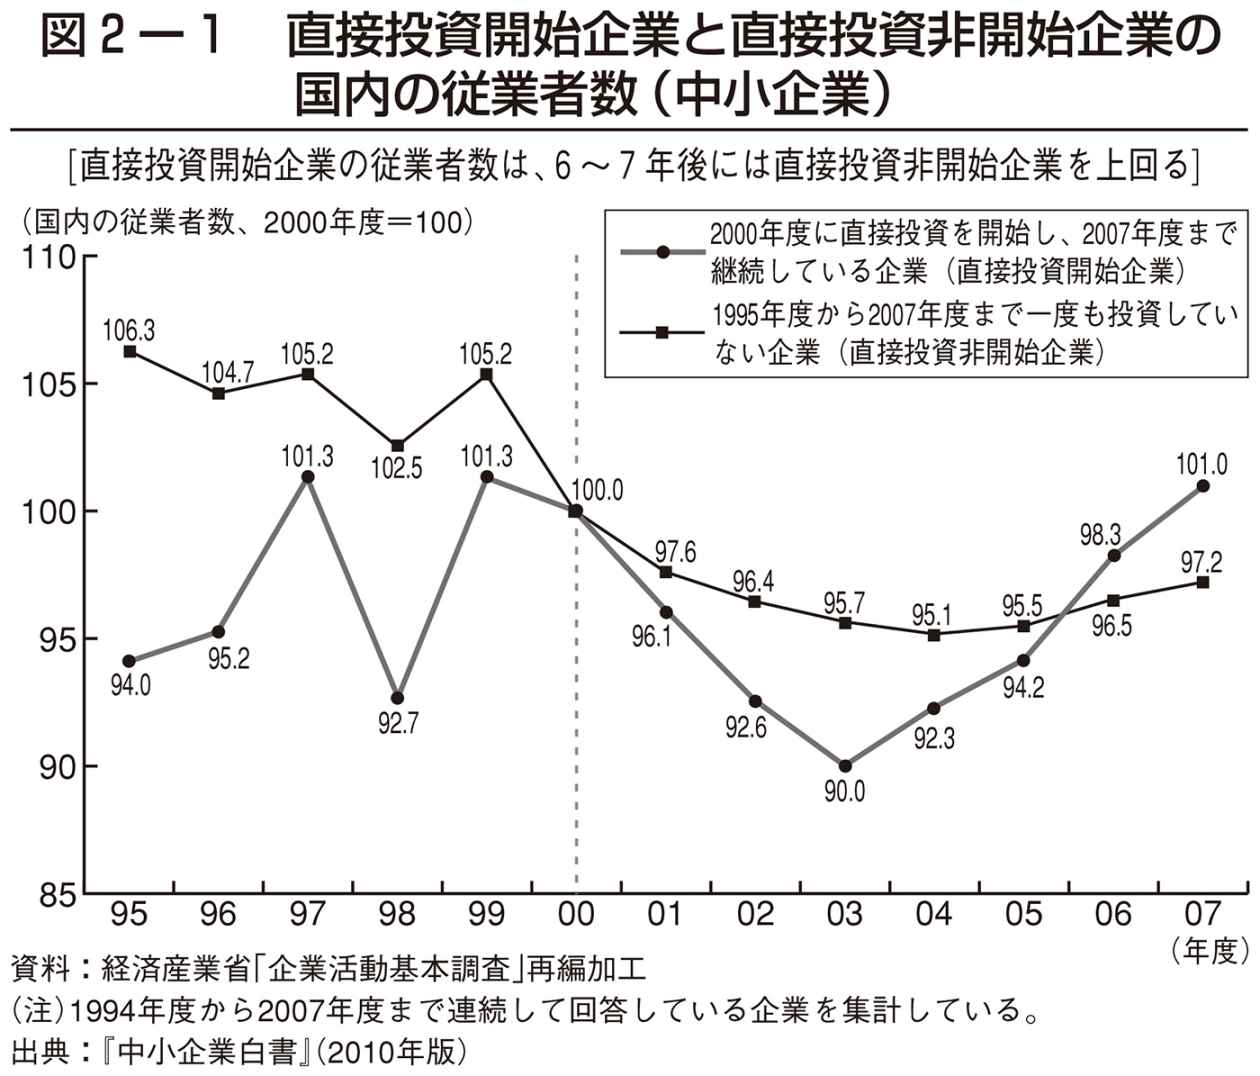 図2－1　直接投資開始企業と直接投資非開始企業の
国内の従業者数（中小企業）
[直接投資開始企業の従業者数は、6～7年後には直接投資非開始企業を上回る]
（国内の従業者数、2000年度＝100）
2000年度に直接投資を開始し、2007年度まで
継続している企業（直接投資開始企業）
1995年度から2007年度まで一度も投資してい
ない企業（直接投資非開始企業）
110
105
100
95
90
85
106.3
104.7
105.2
102.5
105.2
100.0
97.6
96.4
95.7
95.1
95.5
96.5
97.2
94.0
95.2
101.3
92.7
101.3
96.1
92.6
90.0
92.3
94.2
98.3
101.0
95 96 97 98 99 00 01 02 03 04 05 06 07
（年度）
資料：経済産業省「企業活動基本調査」再編加工
（注）1994年度から2007年度まで連続して回答している企業を集計している。
出典：『中小企業白書』（2010年版）